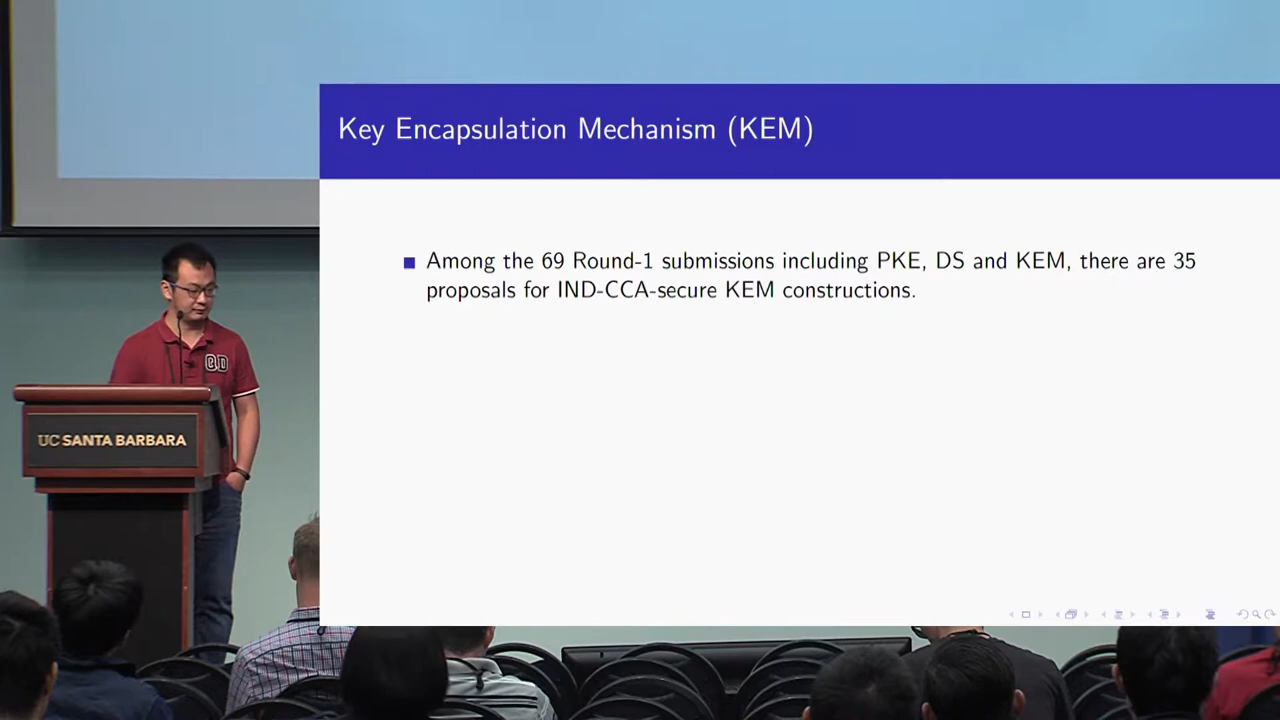 Key Encapsulation Mechanism (KEM)
Among the 69 Round-1 submissions including PKE, DS and KEM, there are 35
proposals for IND-CCA-secure KEM constructions.
UC SANTA BARBARA